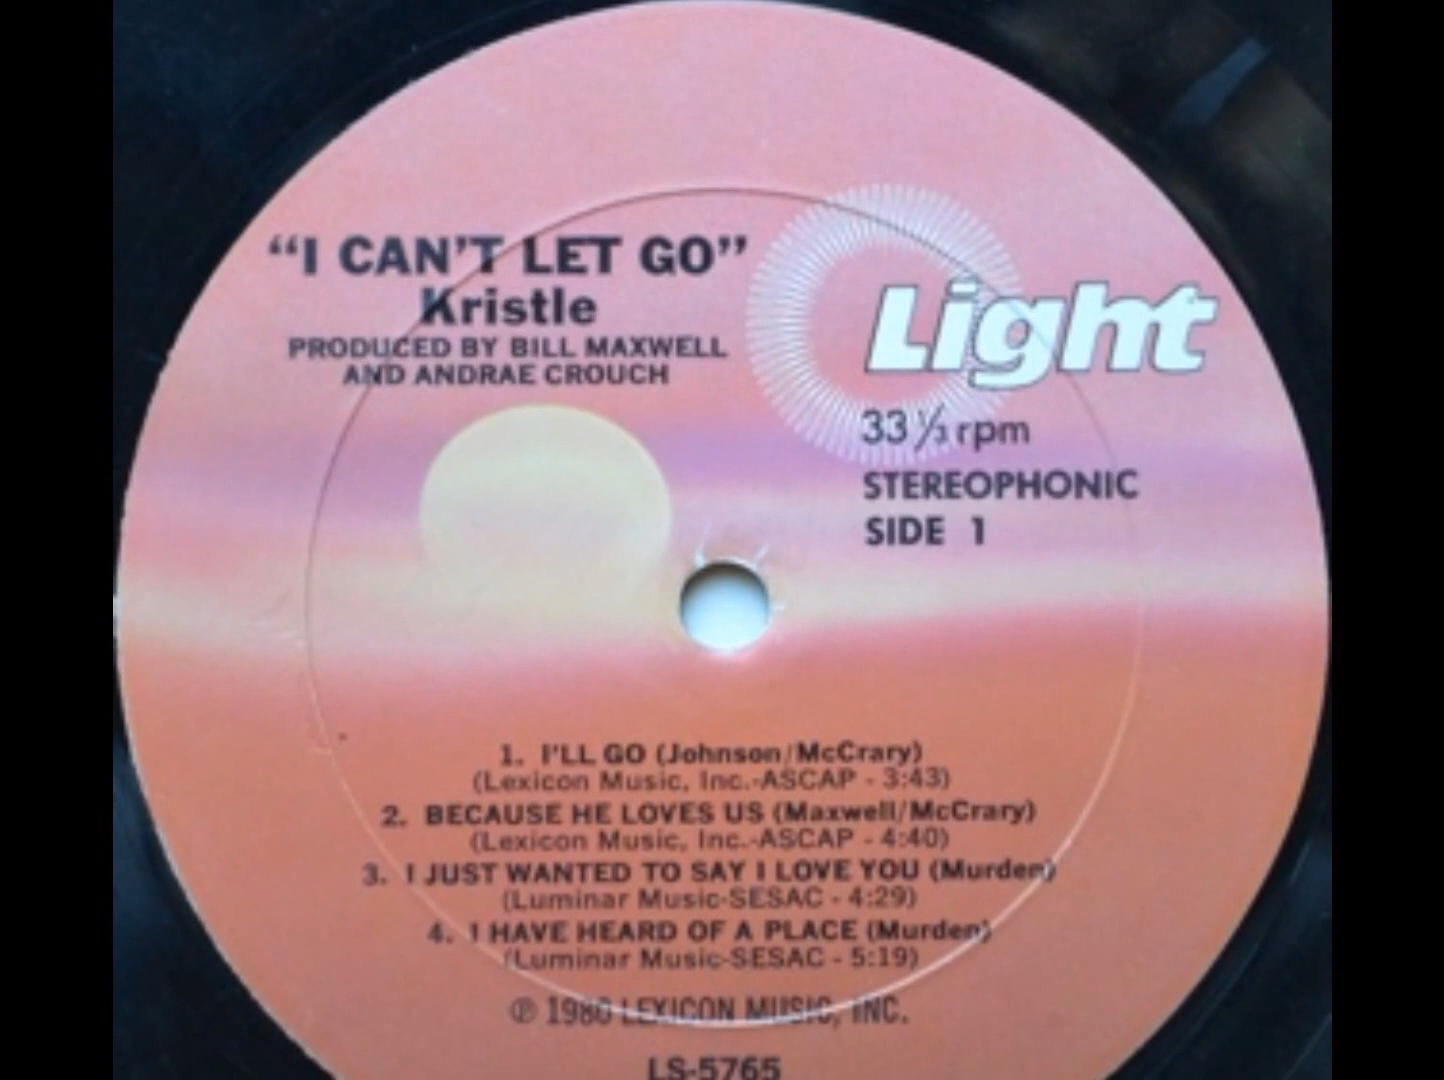 “I CAN’T LET GO”
Kristle
PRODUCED BY BILL MAXWELL
AND ANDRAE CROUCH
Light
33 1/3 rpm
STEREOPHONIC
SIDE 1
1. I'LL GO (Johnson/McCrary)
(Lexicon Music, Inc.-ASCAP - 3:43)
2. BECAUSE HE LOVES US (Maxwell/McCrary)
(Lexicon Music, Inc.-ASCAP - 4:40)
3. I JUST WANTED TO SAY I LOVE YOU (Murden)
(Luminar Music-SESAC - 4:29)
4. I HAVE HEARD OF A PLACE (Murden)
(Luminar Music-SESAC - 5:19)
℗ 1980 LEXICON MUSIC, INC.
LS-5765